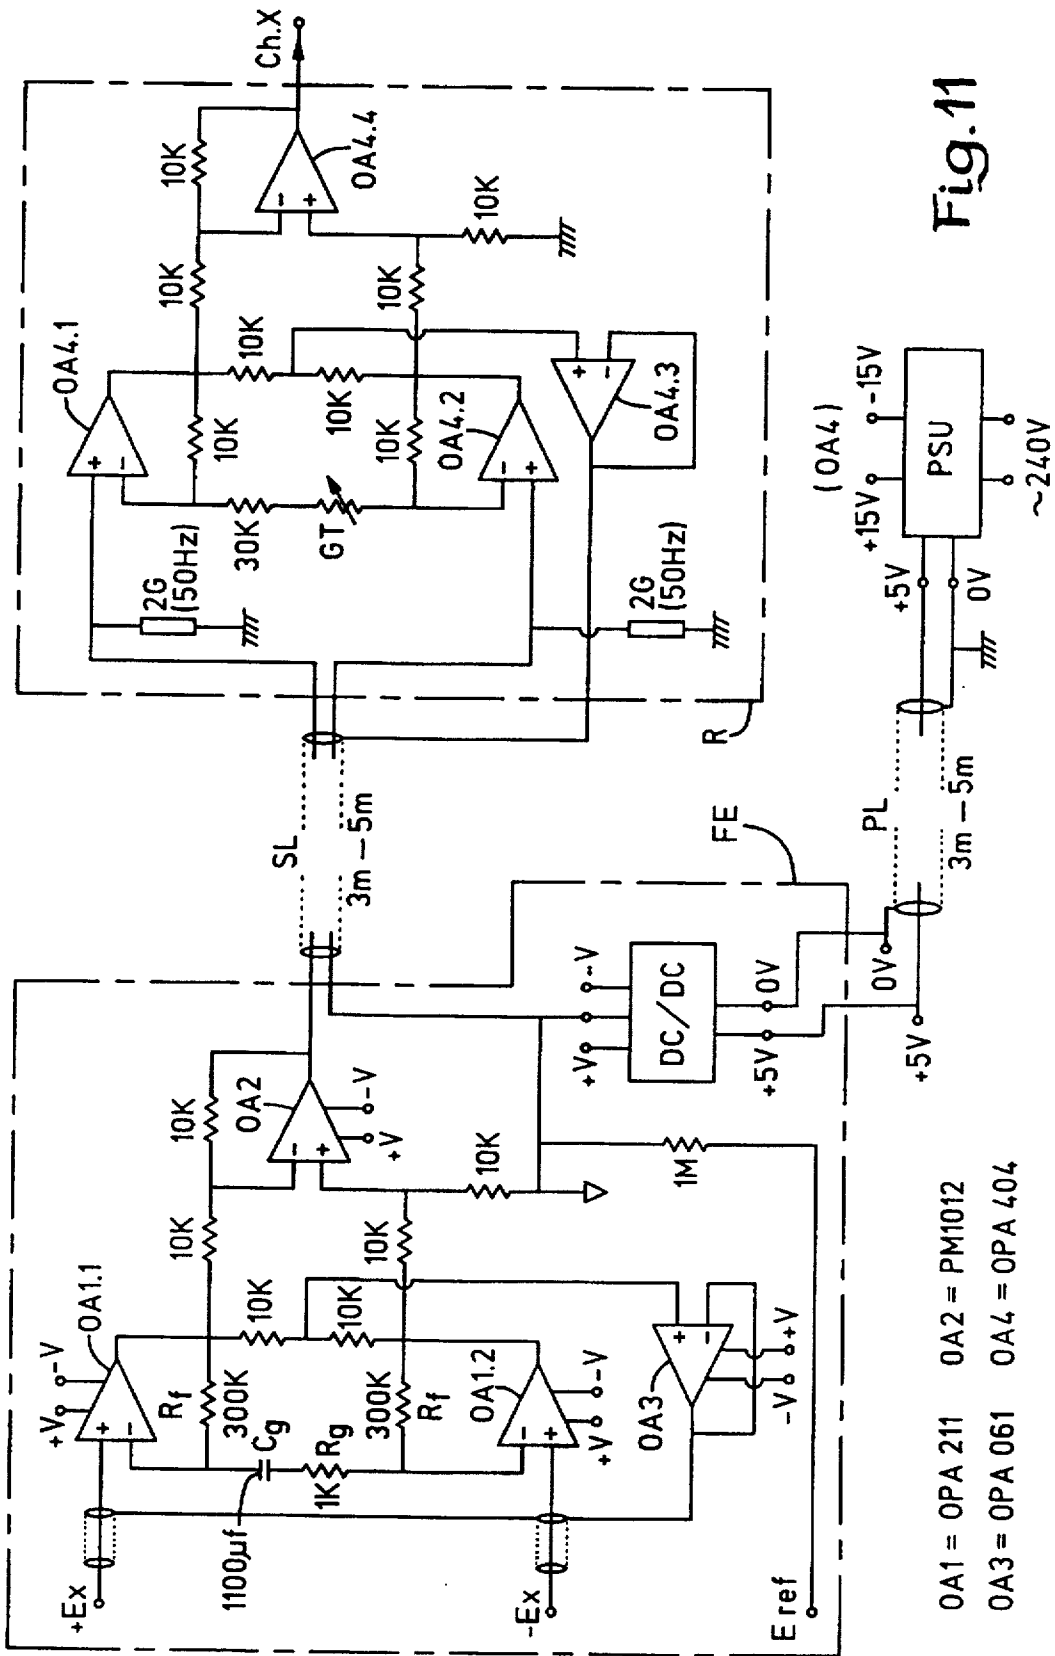 +Ex
+V
-V
OA1.1
Rf
300K
Cg
1100µf
Rg
1K
300K
Rf
10K
10K
OA1.2
+V
-V
-Ex
OA3
-V
+V
E ref
10K
10K
OA2
+V
-V
10K
10K
1M
+V
-V
DC/DC
+5V
0V
FE
+5V
0V
SL
3m – 5m
PL
3m – 5m
R
2G
(50Hz)
2G
(50Hz)
OA4.1
10K
30K
GT
10K
10K
10K
OA4.2
OA4.3
10K
10K
10K
10K
OA4.4
Ch.X
(OA4)
+15V
-15V
+5V
0V
PSU
~240V
OA1 = OPA 211
OA2 = PM1012
OA3 = OPA 061
OA4 = OPA 404
Fig.11